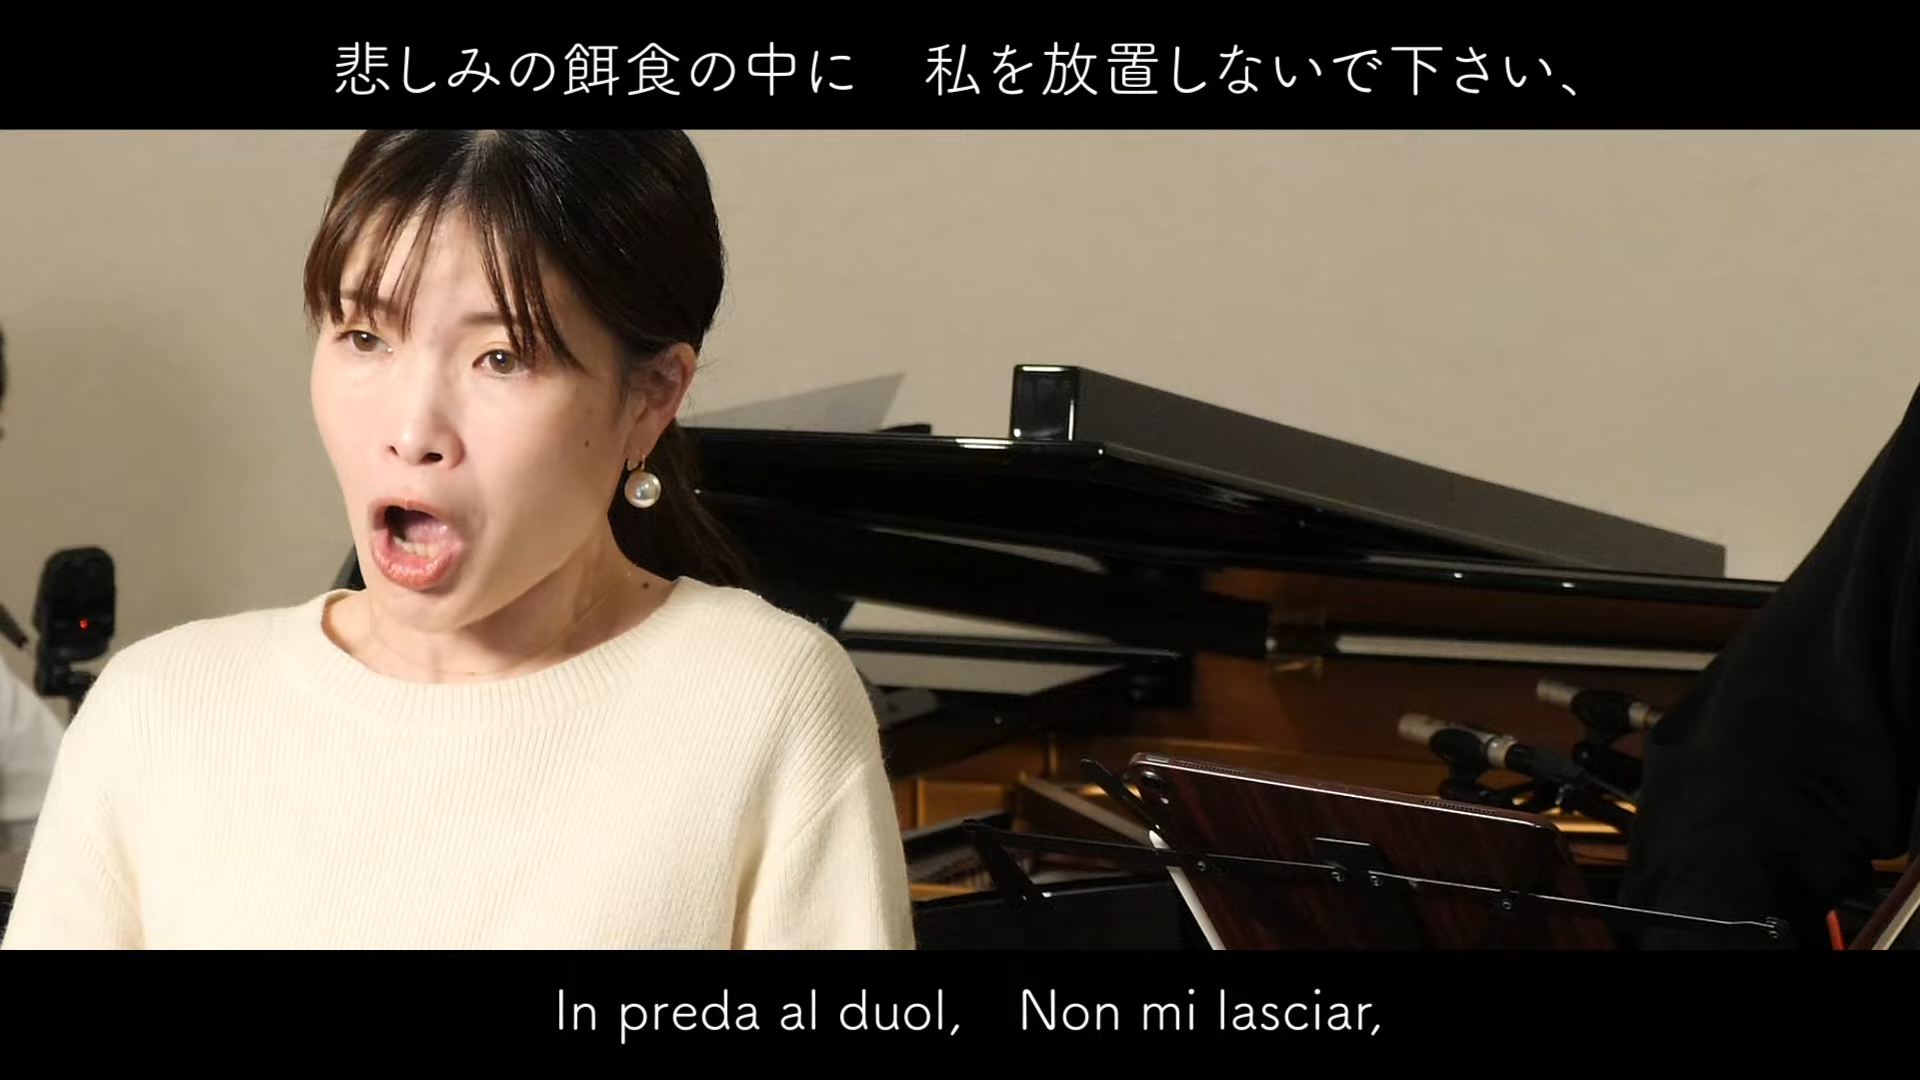 悲しみの餌食の中に　私を放置しないで下さい、
In preda al duol,　Non mi lasciar,